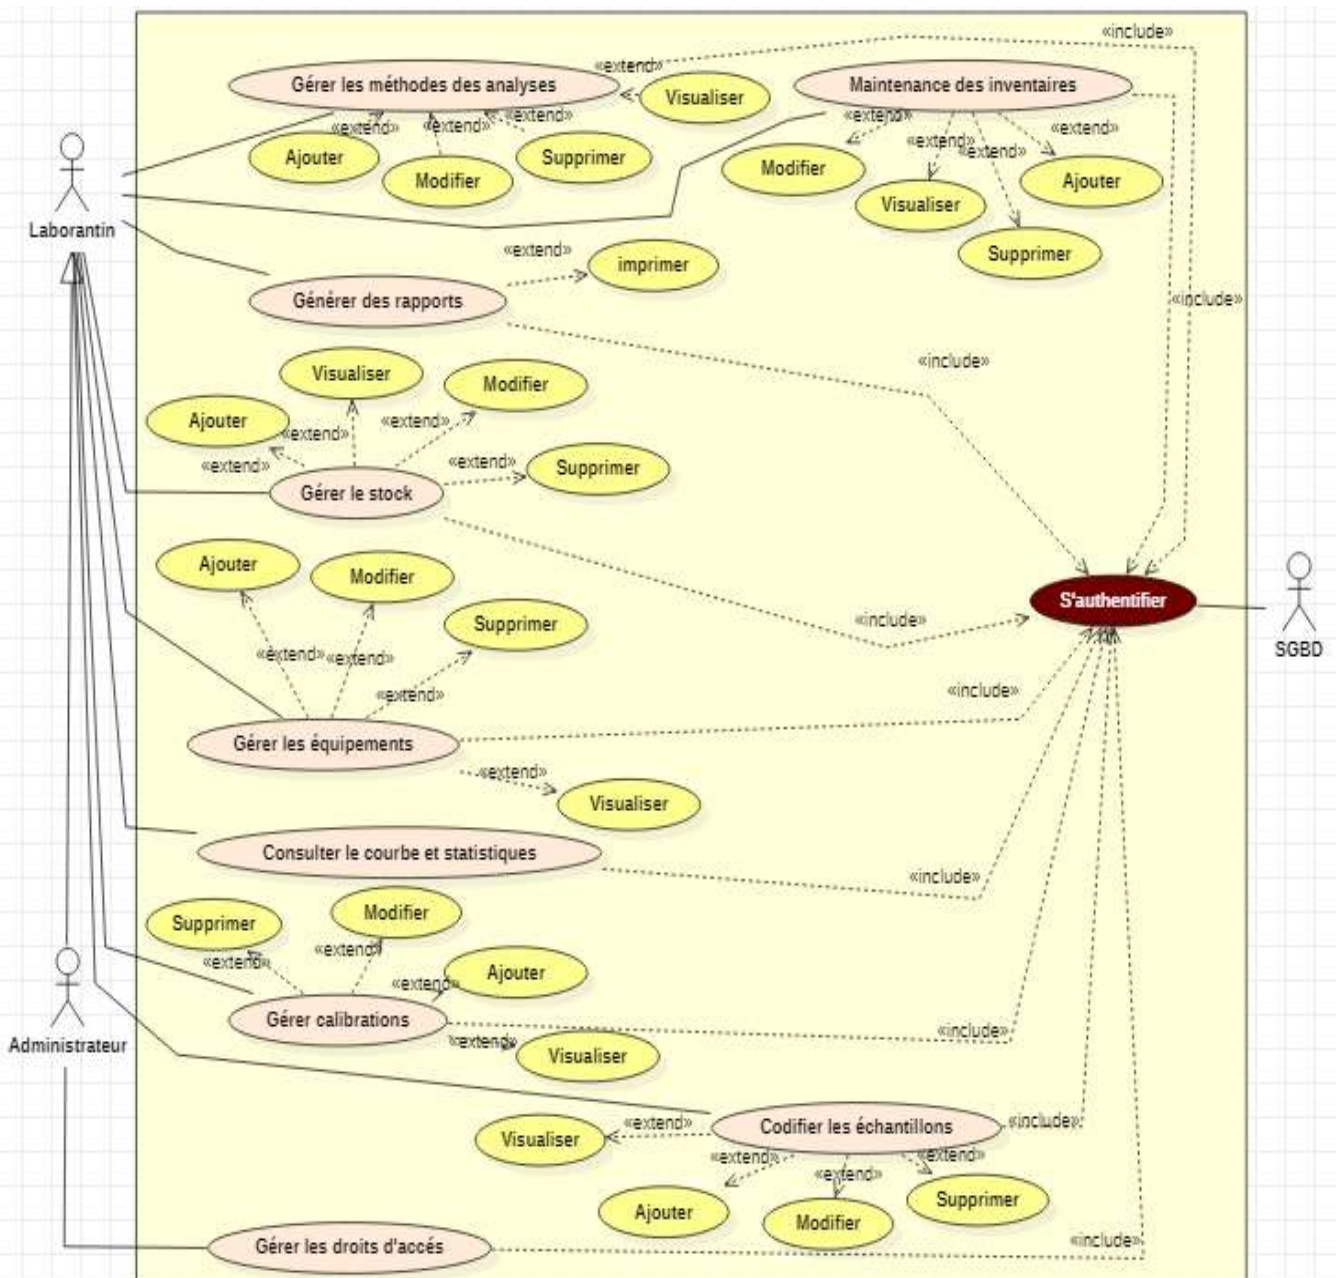 «include»
Gérer les méthodes des analyses
«extend»
Visualiser
Maintenance des inventaires
«extend»
«extend»
«extend»
Ajouter
Modifier
Supprimer
«extend»
«extend»
«extend»
«extend»
Modifier
Visualiser
Ajouter
Supprimer
Laborantin
«extend»
imprimer
Générer des rapports
«include»
«include»
Visualiser
Modifier
Ajouter
«extend»
«extend»
«extend»
«extend»
Supprimer
Gérer le stock
Ajouter
Modifier
Supprimer
S'authentifier
SGBD
«include»
«extend»
«extend»
«extend»
«include»
Gérer les équipements
«extend»
Visualiser
Consulter le courbe et statistiques
«include»
Supprimer
Modifier
«extend»
«extend»
Ajouter
«extend»
Gérer calibrations
«include»
«extend»
Visualiser
Administrateur
Visualiser
«extend»
Codifier les échantillons
«include»
«extend»
«extend»
«extend»
Ajouter
Modifier
Supprimer
Gérer les droits d'accés
«include»